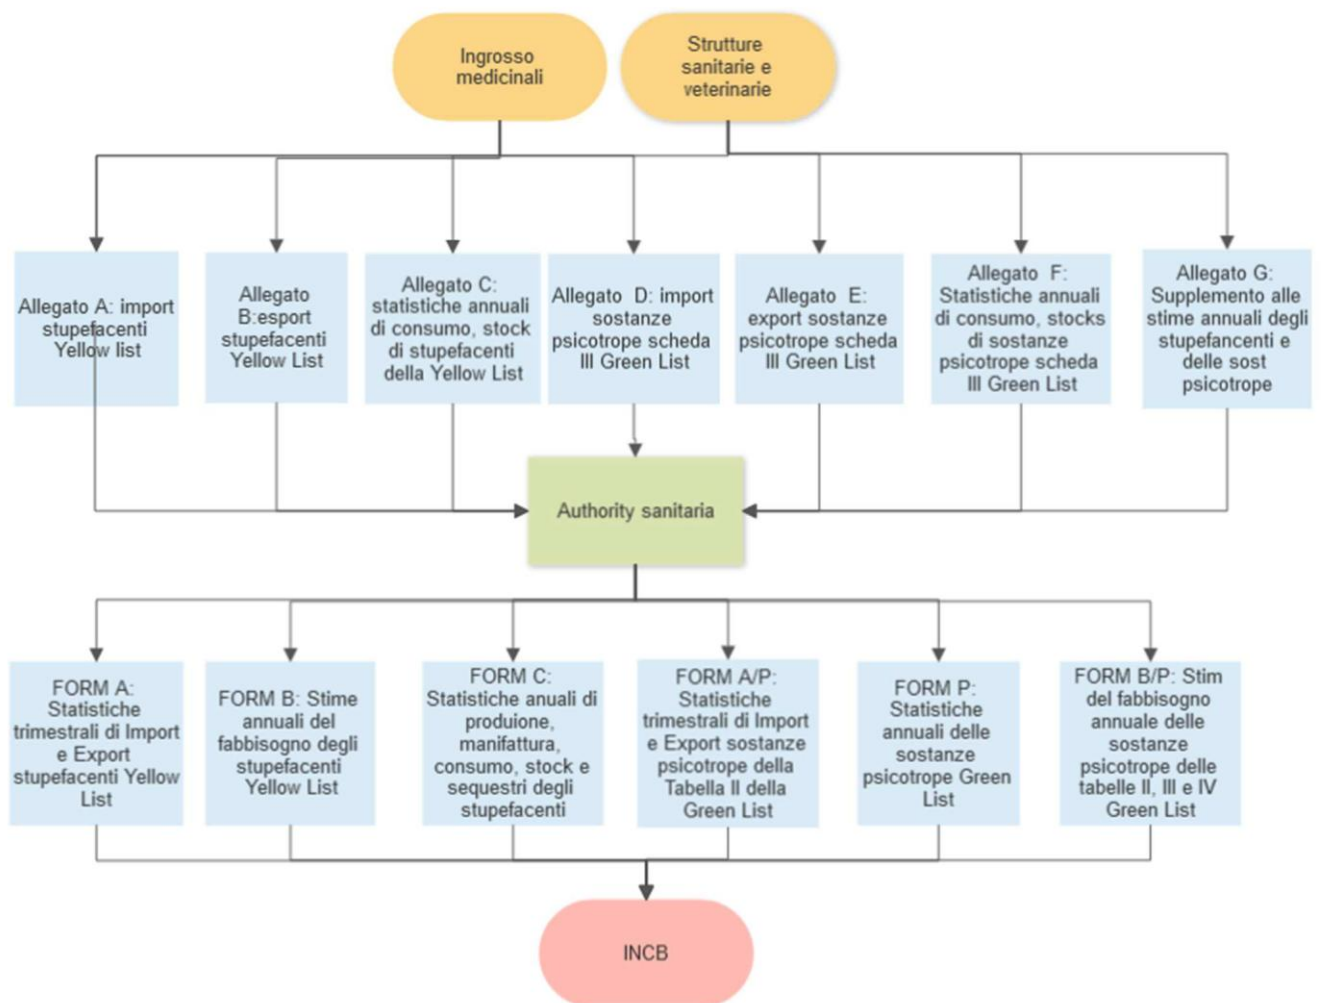 Ingrosso
medicinali
Strutture
sanitarie e
veterinarie
Allegato A: import
stupefacenti
Yellow list
Allegato
B:esport
stupefacenti
Yellow List
Allegato C:
statistiche annuali
di consumo, stock
di stupefacenti
della Yellow List
Allegato D: import
sostanze
psicotrope scheda
III Green List
Allegato E:
export sostanze
psicotrope scheda
III Green List
Allegato F:
Statistiche annuali
di consumo, stocks
di sostanze
psicotrope scheda
III Green List
Allegato G:
Supplemento alle
stime annuali degli
stupefancenti e
delle sost
psicotrope
Authority sanitaria
FORM A:
Statistiche
trimestrali di Import
e Export
stupefacenti Yellow
List
FORM B: Stime
annuali del
fabbisogno degli
stupefacenti
Yellow List
FORM C:
Statistiche anuali di
produione,
manifattura,
consumo, stock e
sequestri degli
stupefacenti
FORM A/P:
Statistiche
trimestrali di Import
e Export sostanze
psicotrope della
Tabella II della
Green List
FORM P:
Statistiche
annuali delle
sostanze
psicotrope Green
List
FORM B/P: Stim
del fabbisogno
annuale delle
sostanze
psicotrope delle
tabelle II, III e IV
Green List
INCB